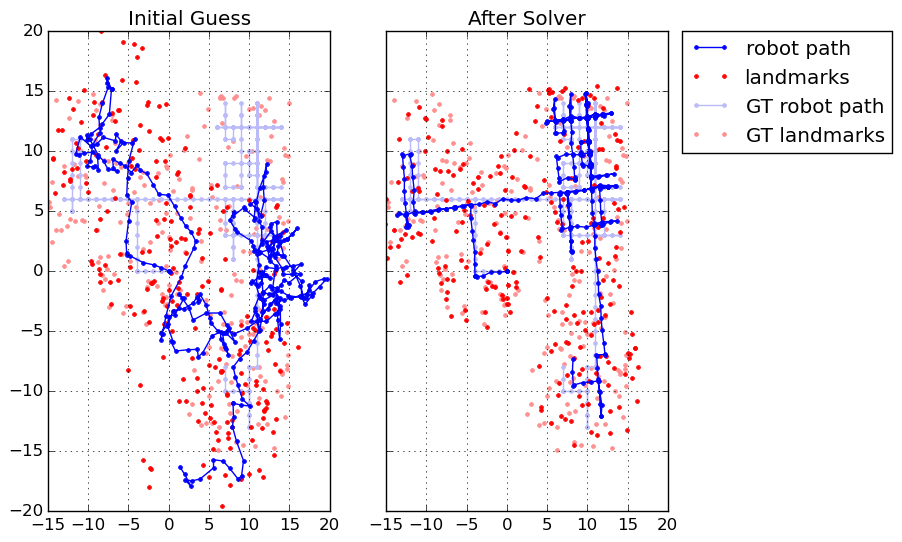 Initial Guess
After Solver
robot path
landmarks
GT robot path
GT landmarks
20
15
10
5
0
−5
−10
−15
−20
−15 −10 −5 0 5 10 15 20
−15 −10 −5 0 5 10 15 20